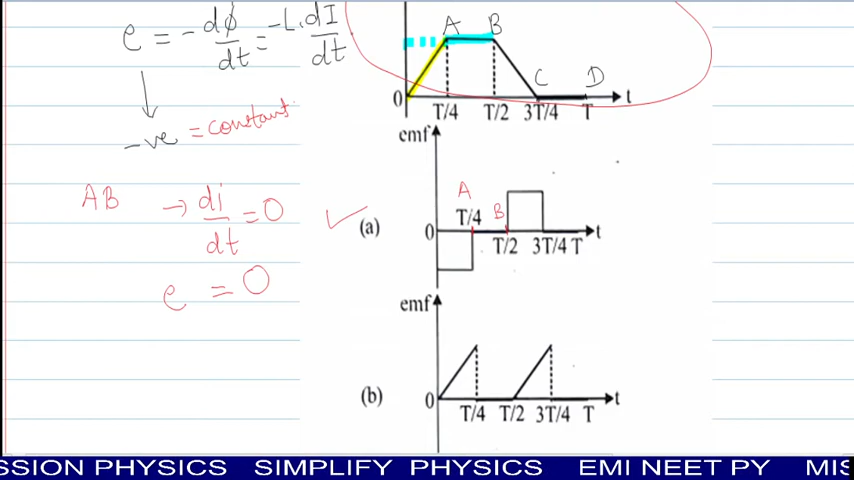 e = -dϕ/dt = -L.dI/dt
-ve = constant
A B C D
0 T/4 T/2 3T/4 T t
emf
AB → di/dt = 0
e = 0
(a)
A B
0 T/4 T/2 3T/4 T t
emf
(b)
0 T/4 T/2 3T/4 T t
SSION PHYSICS SIMPLIFY PHYSICS EMI NEET PY MIS